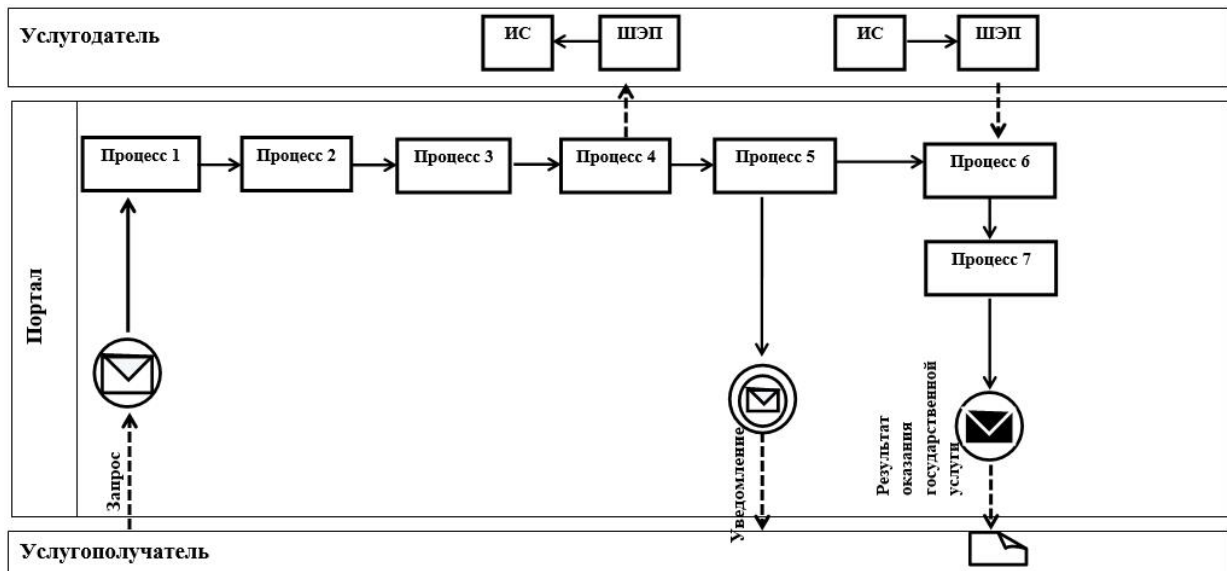 Услугодатель
ИС
ШЭП
ИС
ШЭП
Портал
Процесс 1
Процесс 2
Процесс 3
Процесс 4
Процесс 5
Процесс 6
Процесс 7
Запрос
Уведомление
Результат
оказания
государственной
услуги
Услугополучатель